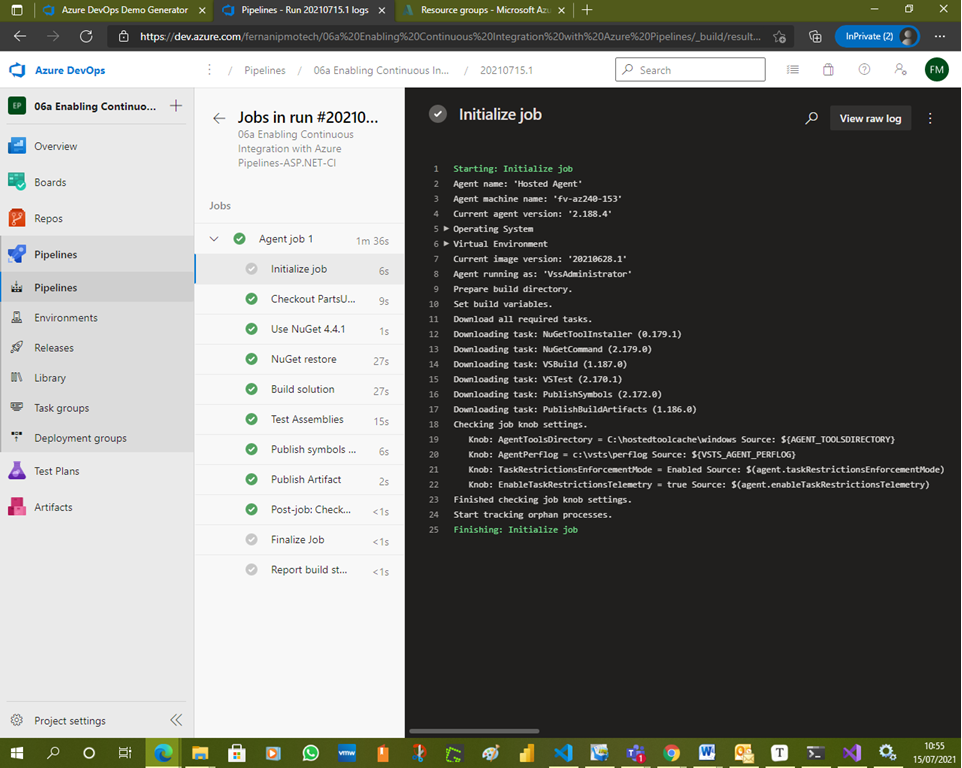 Azure DevOps Demo Generator
Pipelines - Run 20210715.1 logs
Resource groups - Microsoft Azu
https://dev.azure.com/fernanipmotech/06a%20Enabling%20Continuous%20Integration%20with%20Azure%20Pipelines/_build/result...
InPrivate (2)
Azure DevOps
/ Pipelines / 06a Enabling Continuous In... / 20210715.1
Search
FM
EP
06a Enabling Continuo...
Overview
Boards
Repos
Pipelines
Pipelines
Environments
Releases
Library
Task groups
Deployment groups
Test Plans
Artifacts
Project settings
Jobs in run #20210...
06a Enabling Continuous
Integration with Azure
Pipelines-ASP.NET-CI
Jobs
Agent job 1 1m 36s
Initialize job 6s
Checkout PartsU... 9s
Use NuGet 4.4.1 1s
NuGet restore 27s
Build solution 27s
Test Assemblies 15s
Publish symbols ... 6s
Publish Artifact 2s
Post-job: Check... <1s
Finalize Job <1s
Report build st... <1s
Initialize job
View raw log
1 Starting: Initialize job
2 Agent name: 'Hosted Agent'
3 Agent machine name: 'fv-az240-153'
4 Current agent version: '2.188.4'
5 Operating System
6 Virtual Environment
7 Current image version: '20210628.1'
8 Agent running as: 'VssAdministrator'
9 Prepare build directory.
10 Set build variables.
11 Download all required tasks.
12 Downloading task: NuGetToolInstaller (0.179.1)
13 Downloading task: NuGetCommand (2.179.0)
14 Downloading task: VSBuild (1.187.0)
15 Downloading task: VSTest (2.170.1)
16 Downloading task: PublishSymbols (2.172.0)
17 Downloading task: PublishBuildArtifacts (1.186.0)
18 Checking job knob settings.
19 Knob: AgentToolsDirectory = C:\hostedtoolcache\windows Source: ${AGENT_TOOLSDIRECTORY}
20 Knob: AgentPerflog = c:\vsts\perflog Source: ${VSTS_AGENT_PERFLOG}
21 Knob: TaskRestrictionsEnforcementMode = Enabled Source: $(agent.taskRestrictionsEnforcementMode)
22 Knob: EnableTaskRestrictionsTelemetry = true Source: $(agent.enableTaskRestrictionsTelemetry)
23 Finished checking job knob settings.
24 Start tracking orphan processes.
25 Finishing: Initialize job
vmw
10:55
15/07/2021